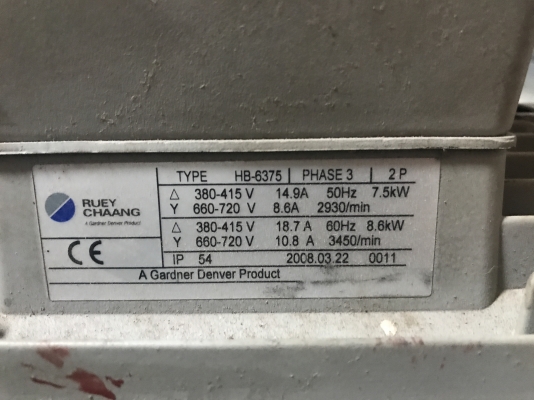 RUEY
CHAANG
A Gardner Denver Product
CE
TYPE HB-6375 PHASE 3 2 P
△ 380-415 V 14.9A 50Hz 7.5kW
Y 660-720 V 8.6A 2930/min
△ 380-415 V 18.7 A 60Hz 8.6kW
Y 660-720 V 10.8 A 3450/min
IP 54 2008.03.22 0011
A Gardner Denver Product